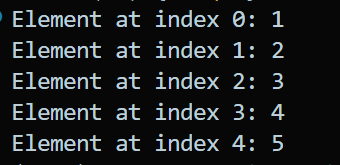 Element at index 0: 1
Element at index 1: 2
Element at index 2: 3
Element at index 3: 4
Element at index 4: 5